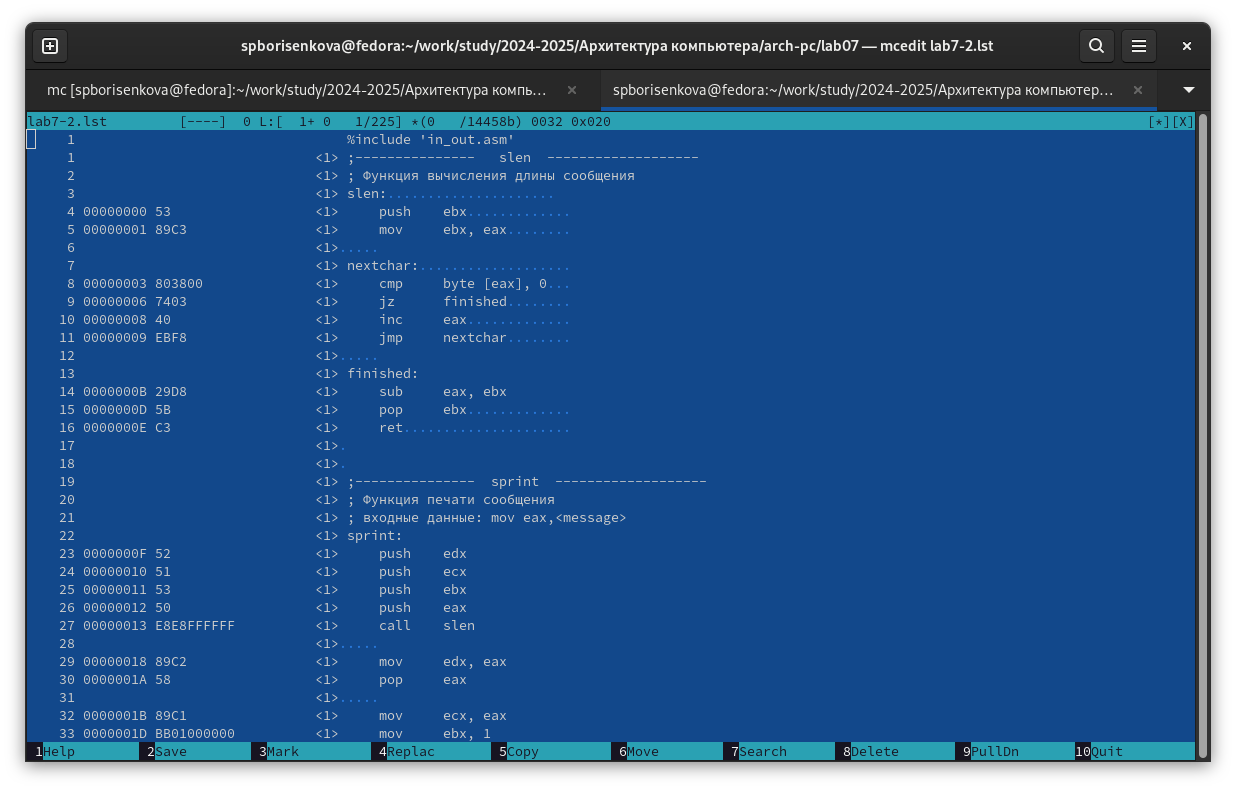 spborisenkova@fedora:~/work/study/2024-2025/Архитектура компьютера/arch-pc/lab07 — mcedit lab7-2.lst
mc [spborisenkova@fedora]:~/work/study/2024-2025/Архитектура компь…
spborisenkova@fedora:~/work/study/2024-2025/Архитектура компьютер…
lab7-2.lst         [----]  0 L:[  1+ 0   1/225] *(0   /14458b) 0032 0x020                    [*][X]
     1                                  %include 'in_out.asm'
     1                              <1> ;---------------   slen  -------------------
     2                              <1> ; Функция вычисления длины сообщения
     3                              <1> slen:.....................
     4 00000000 53                  <1>     push    ebx.............
     5 00000001 89C3                <1>     mov     ebx, eax........
     6                              <1>.....
     7                              <1> nextchar:...................
     8 00000003 803800              <1>     cmp     byte [eax], 0...
     9 00000006 7403                <1>     jz      finished........
    10 00000008 40                  <1>     inc     eax.............
    11 00000009 EBF8                <1>     jmp     nextchar........
    12                              <1>.....
    13                              <1> finished:
    14 0000000B 29D8                <1>     sub     eax, ebx
    15 0000000D 5B                  <1>     pop     ebx.............
    16 0000000E C3                  <1>     ret.....................
    17                              <1>.
    18                              <1>.
    19                              <1> ;---------------  sprint  -------------------
    20                              <1> ; Функция печати сообщения
    21                              <1> ; входные данные: mov eax,<message>
    22                              <1> sprint:
    23 0000000F 52                  <1>     push    edx
    24 00000010 51                  <1>     push    ecx
    25 00000011 53                  <1>     push    ebx
    26 00000012 50                  <1>     push    eax
    27 00000013 E8E8FFFFFF          <1>     call    slen
    28                              <1>.....
    29 00000018 89C2                <1>     mov     edx, eax
    30 0000001A 58                  <1>     pop     eax
    31                              <1>.....
    32 0000001B 89C1                <1>     mov     ecx, eax
    33 0000001D BB01000000          <1>     mov     ebx, 1
1Help 2Save 3Mark 4Replac 5Copy 6Move 7Search 8Delete 9PullDn 10Quit